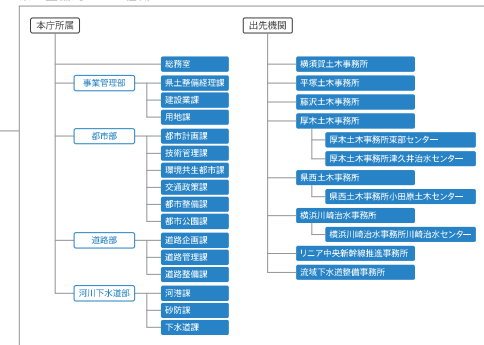 本庁所属
総務室
事業管理部
県土整備経理課
建設業課
用地課
都市部
都市計画課
技術管理課
環境共生都市課
交通政策課
都市整備課
都市公園課
道路部
道路企画課
道路管理課
道路整備課
河川下水道部
河港課
砂防課
下水道課
出先機関
横須賀土木事務所
平塚土木事務所
藤沢土木事務所
厚木土木事務所
厚木土木事務所東部センター
厚木土木事務所津久井治水センター
県西土木事務所
県西土木事務所小田原土木センター
横浜川崎治水事務所
横浜川崎治水事務所川崎治水センター
リニア中央新幹線推進事務所
流域下水道整備事務所